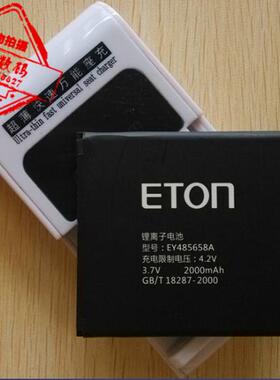 超薄快速万能座充
Ultra-thin fast universal seat charger
ETON
锂离子电池
型号:EY485658A
充电限制电压:4.2V
3.7V 2000mAh
GB/T 18287-2000